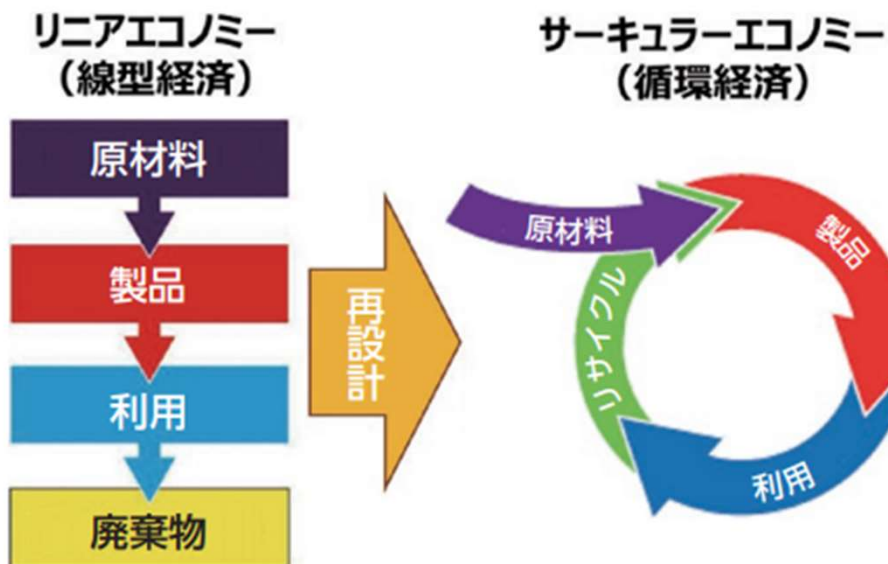 リニアエコノミー
（線型経済）
原材料
製品
利用
廃棄物
再設計
サーキュラーエコノミー
（循環経済）
原材料
製品
利用
リサイクル